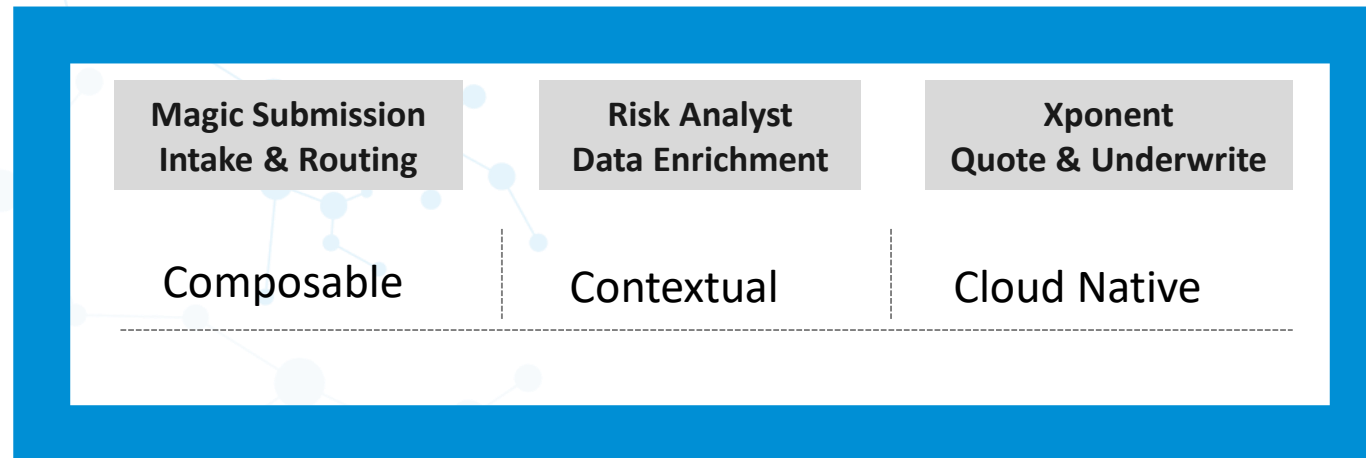 Magic Submission
Intake & Routing
Risk Analyst
Data Enrichment
Xponent
Quote & Underwrite
Composable
Contextual
Cloud Native